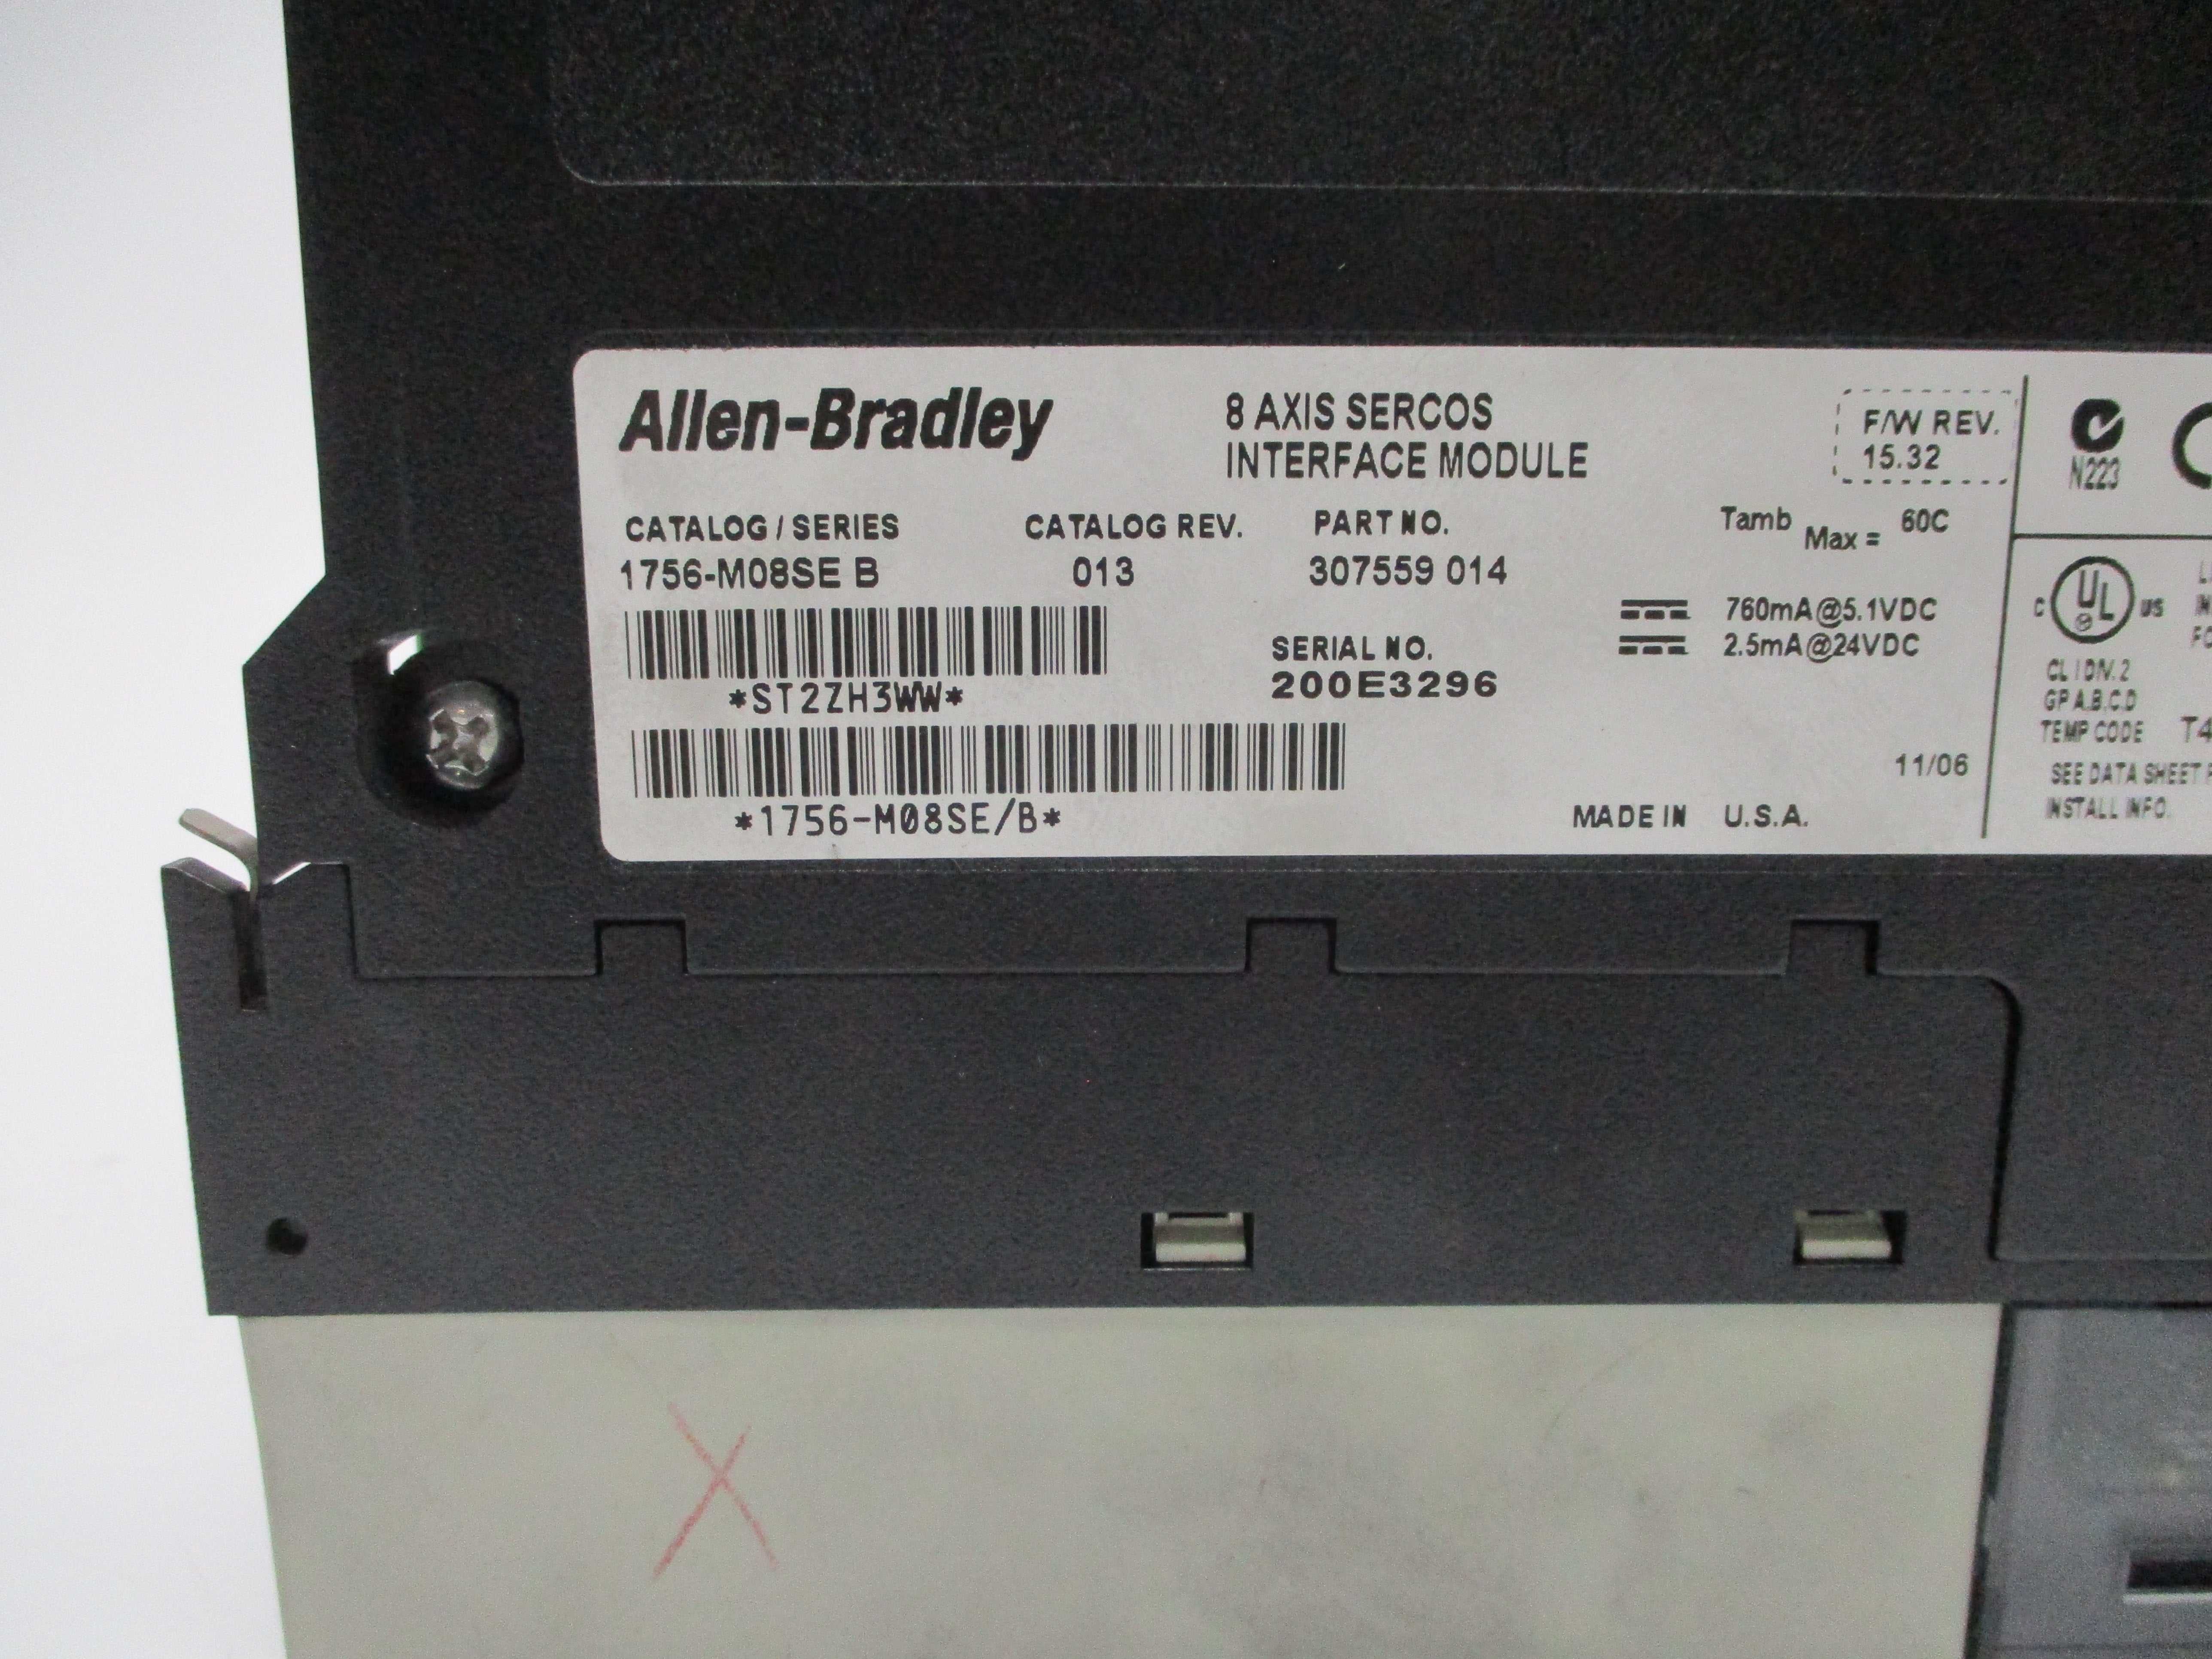 Allen-Bradley
8 AXIS SERCOS
INTERFACE MODULE
F/W REV.
15.32
CATALOG / SERIES
1756-M08SE B
CATALOG REV.
013
PART NO.
307559 014
Tamb Max = 60C
760mA@5.1VDC
2.5mA@24VDC
SERIAL NO.
200E3296
*ST2ZH3WW*
*1756-M08SE/B*
11/06
MADE IN U.S.A.
N223
C UL US
CL I DIV. 2
GP A,B,C,D
TEMP CODE
SEE DATA SHEET
INSTALL INFO.
X